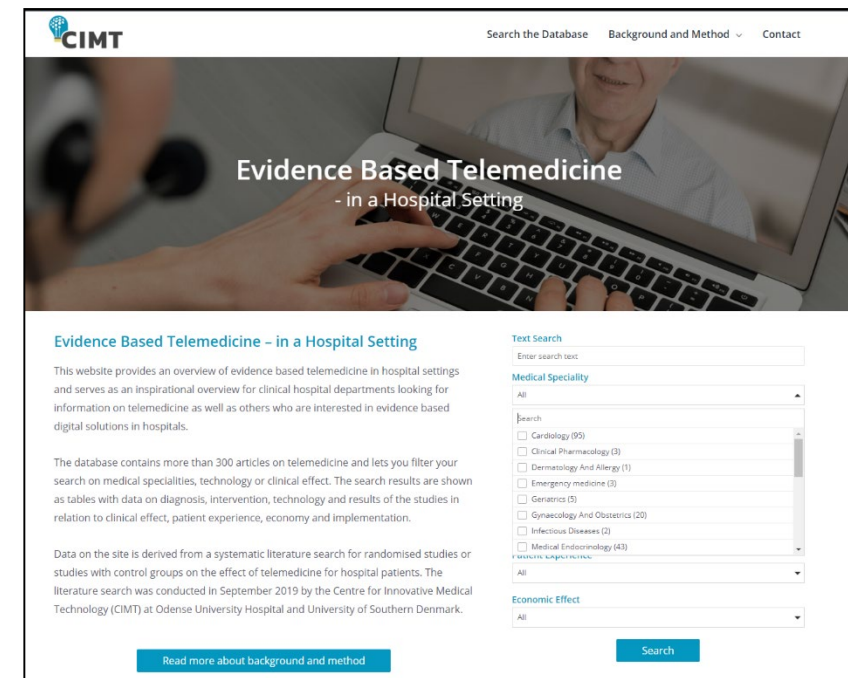 CIMT
Search the Database Background and Method Contact
Evidence Based Telemedicine
- in a Hospital Setting
Evidence Based Telemedicine – in a Hospital Setting
This website provides an overview of evidence based telemedicine in hospital settings
and serves as an inspirational overview for clinical hospital departments looking for
information on telemedicine as well as others who are interested in evidence based
digital solutions in hospitals.
The database contains more than 300 articles on telemedicine and lets you filter your
search on medical specialities, technology or clinical effect. The search results are shown
as tables with data on diagnosis, intervention, technology and results of the studies in
relation to clinical effect, patient experience, economy and implementation.
Data on the site is derived from a systematic literature search for randomised studies or
studies with control groups on the effect of telemedicine for hospital patients. The
literature search was conducted in September 2019 by the Centre for Innovative Medical
Technology (CIMT) at Odense University Hospital and University of Southern Denmark.
Read more about background and method
Text Search
Enter search text
Medical Speciality
All
Search
Cardiology (95)
Clinical Pharmacology (3)
Dermatology And Allergy (1)
Emergency medicine (3)
Geriatrics (5)
Gynaecology And Obstetrics (20)
Infectious Diseases (2)
Medical Endocrinology (43)
Patient Experience
All
Economic Effect
All
Search